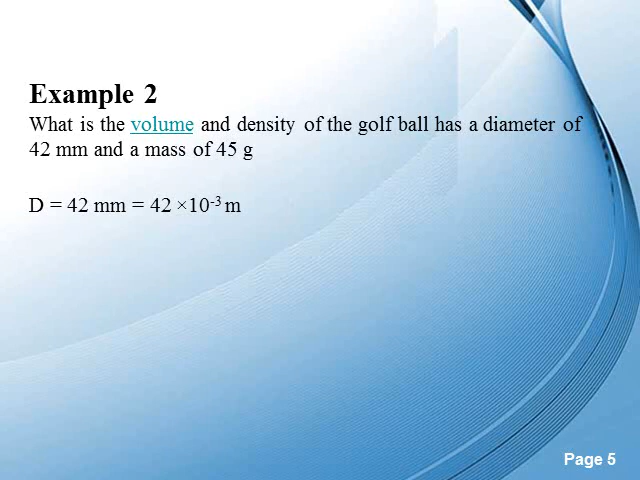 Example 2
What is the volume and density of the golf ball has a diameter of
42 mm and a mass of 45 g
D = 42 mm = 42 ×10⁻³ m
Page 5